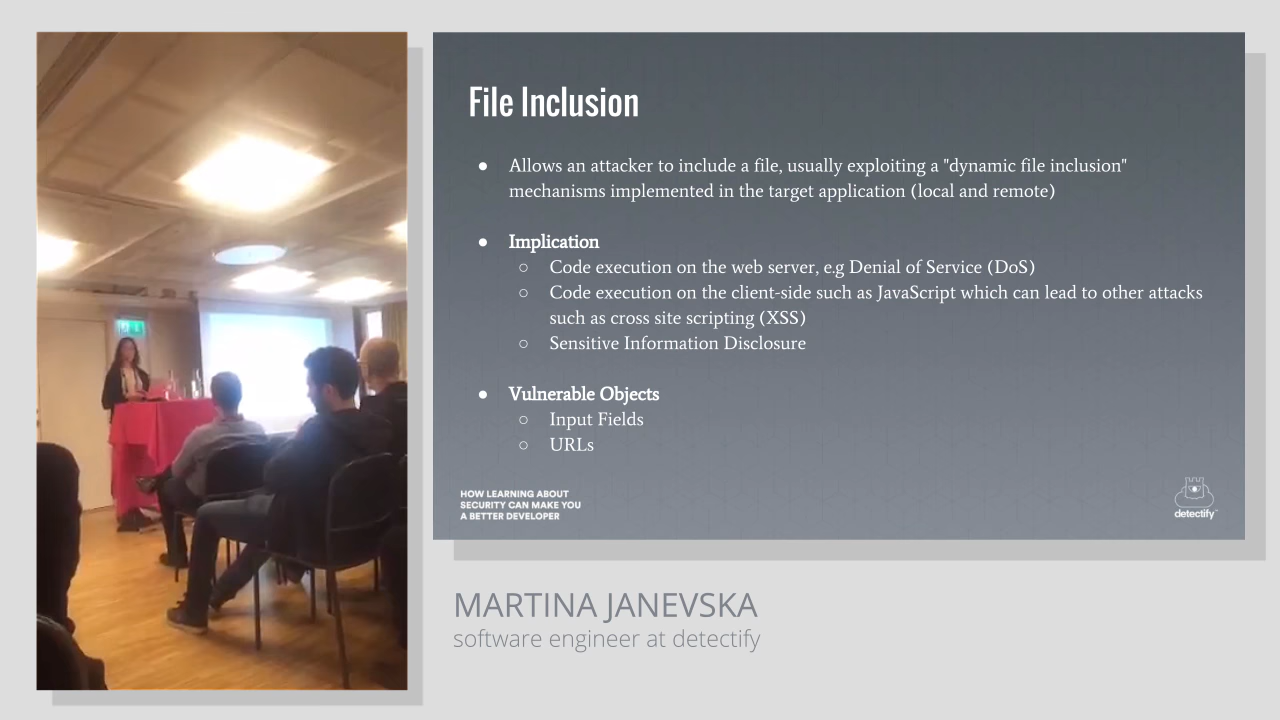 File Inclusion
● Allows an attacker to include a file, usually exploiting a "dynamic file inclusion"
mechanisms implemented in the target application (local and remote)
● Implication
○ Code execution on the web server, e.g Denial of Service (DoS)
○ Code execution on the client-side such as JavaScript which can lead to other attacks
such as cross site scripting (XSS)
○ Sensitive Information Disclosure
● Vulnerable Objects
○ Input Fields
○ URLs
HOW LEARNING ABOUT
SECURITY CAN MAKE YOU
A BETTER DEVELOPER
detectify
MARTINA JANEVSKA
software engineer at detectify